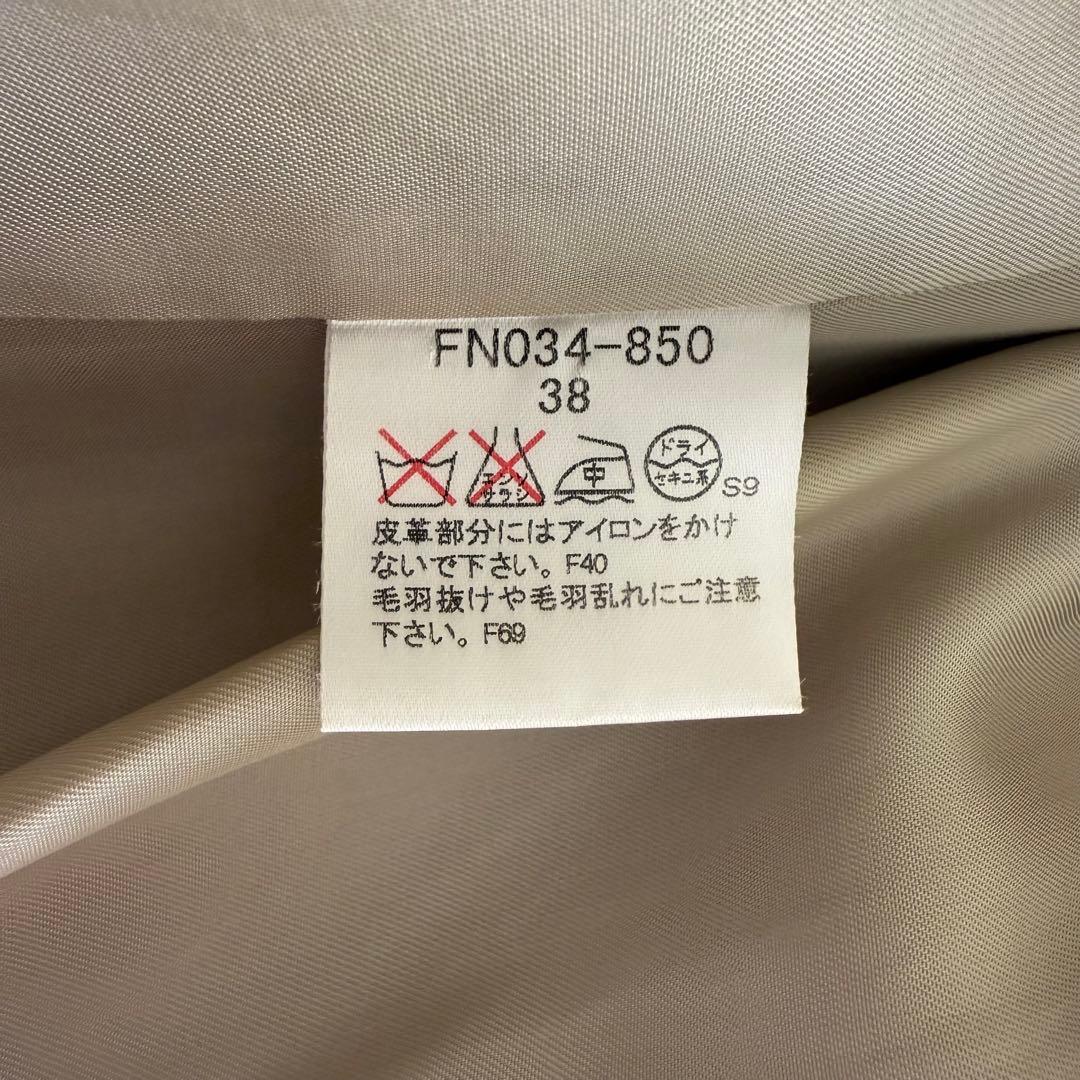 FN034-850
38
エンソ
サラシ
中
ドライ
セキユ系
S9
皮革部分にはアイロンをかけ
ないで下さい。F40
毛羽抜けや毛羽乱れにご注意
下さい。F69